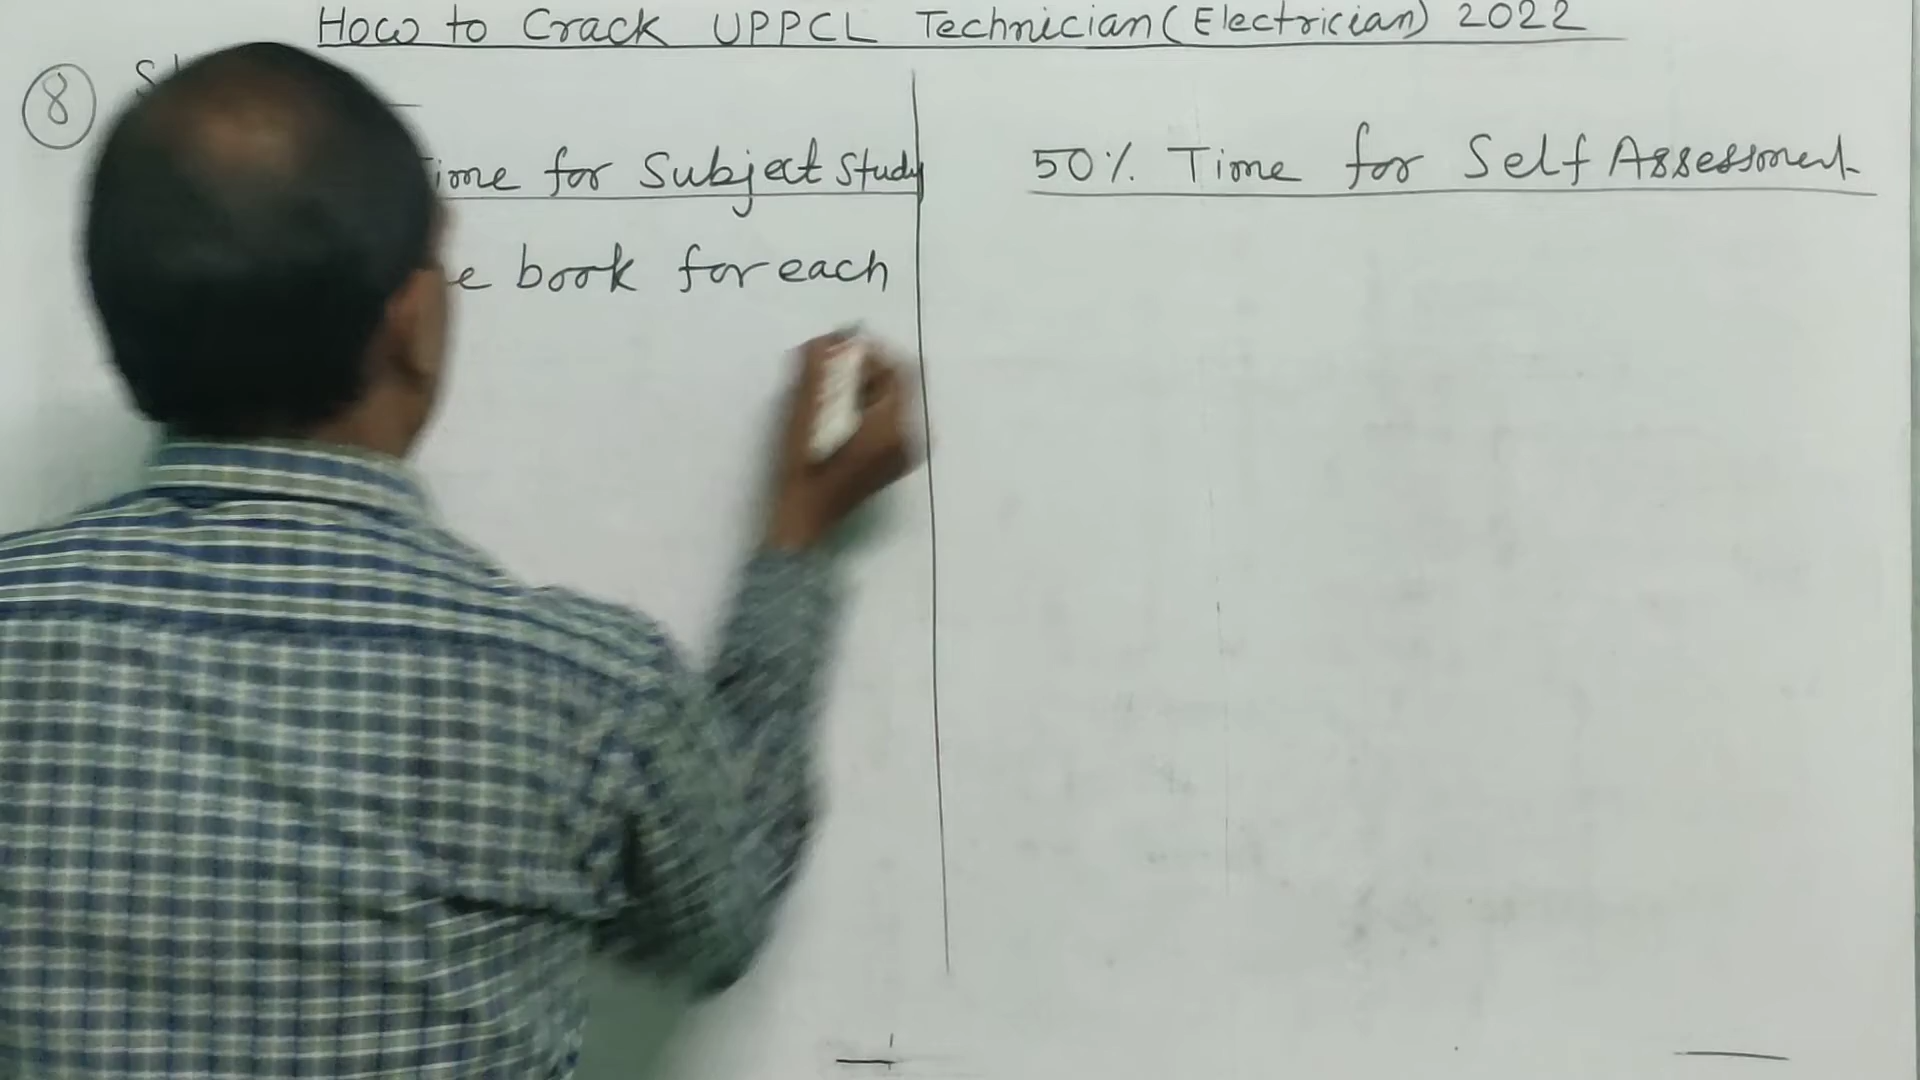 How to Crack UPPCL Technician (Electrician) 2022
8
Time for Subject Study
book for each
50% Time for Self Assessment